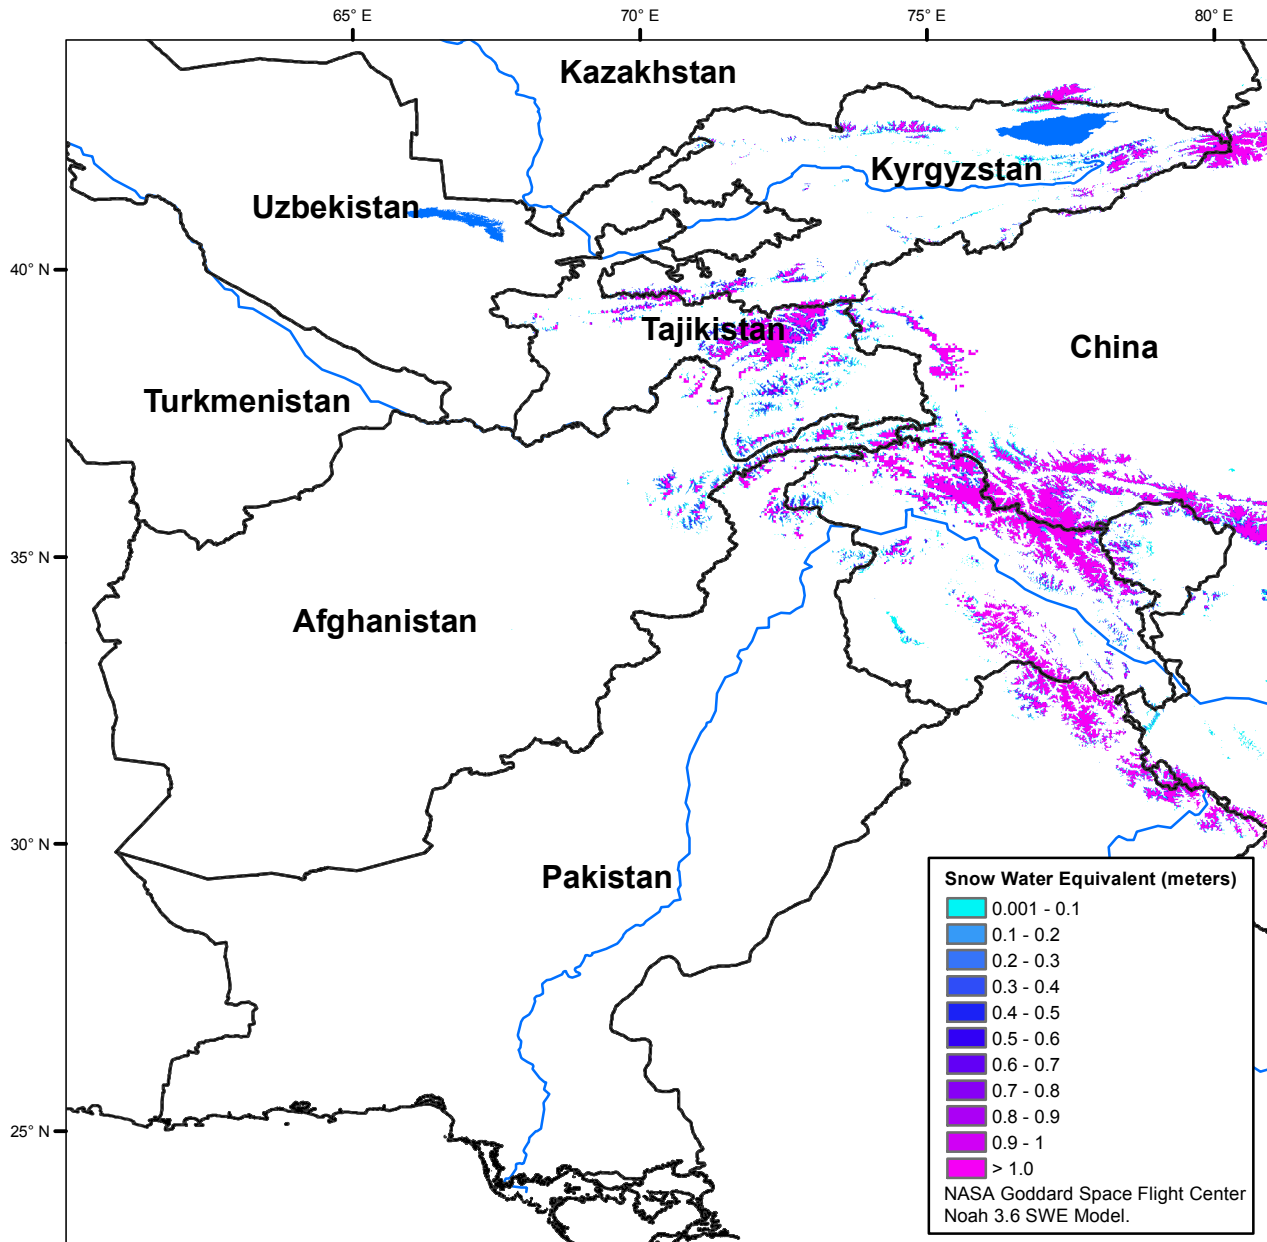 65° E
70° E
75° E
80° E
Kazakhstan
Kyrgyzstan
Uzbekistan
40° N
Tajikistan
China
Turkmenistan
35° N
Afghanistan
30° N
Pakistan
25° N
Snow Water Equivalent (meters)
0.001 - 0.1
0.1 - 0.2
0.2 - 0.3
0.3 - 0.4
0.4 - 0.5
0.5 - 0.6
0.6 - 0.7
0.7 - 0.8
0.8 - 0.9
0.9 - 1
> 1.0
NASA Goddard Space Flight Center
Noah 3.6 SWE Model.